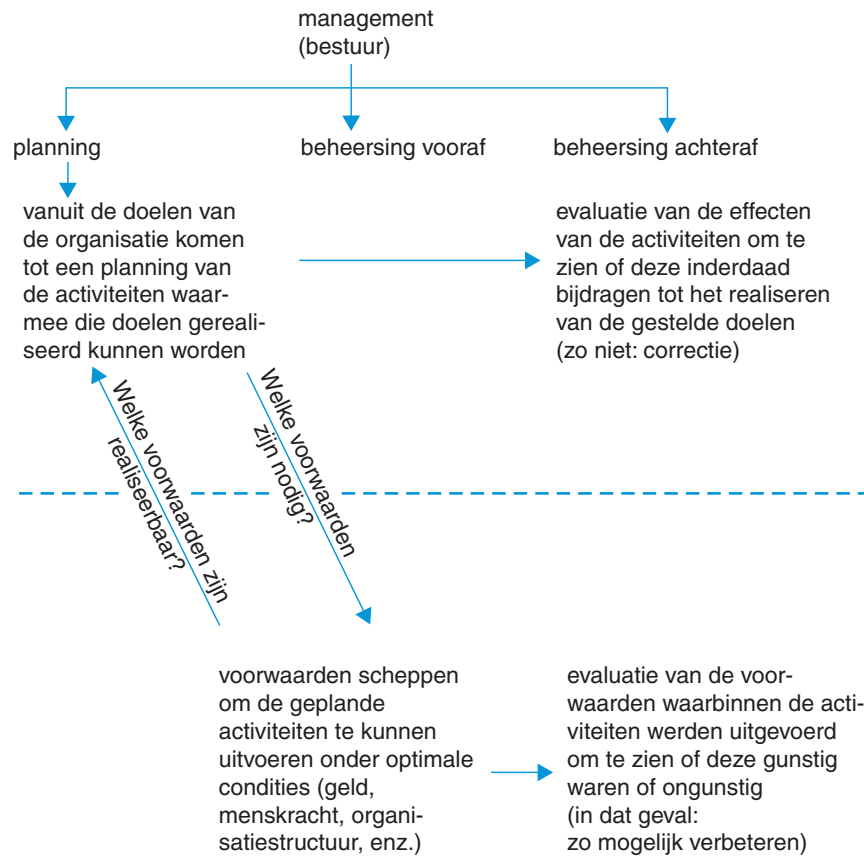 management
(bestuur)
planning
beheersing vooraf
beheersing achteraf
vanuit de doelen van
de organisatie komen
tot een planning van
de activiteiten waar-
mee die doelen gereali-
seerd kunnen worden
evaluatie van de effecten
van de activiteiten om te
zien of deze inderdaad
bijdragen tot het realiseren
van de gestelde doelen
(zo niet: correctie)
Welke voorwaarden zijn
realiseerbaar?
Welke voorwaarden
zijn nodig?
voorwaarden scheppen
om de geplande
activiteiten te kunnen
uitvoeren onder optimale
condities (geld,
menskracht, organi-
satiestructuur, enz.)
evaluatie van de voor-
waarden waarbinnen de acti-
viteiten werden uitgevoerd
om te zien of deze gunstig
waren of ongunstig
(in dat geval:
zo mogelijk verbeteren)